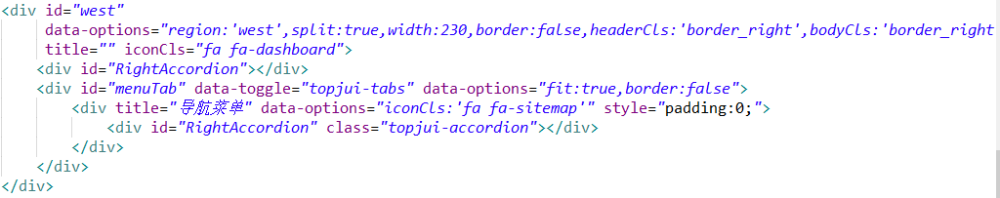 <div id="west"
data-options="region:'west',split:true,width:230,border:false,headerCls:'border_right',bodyCls:'border_right
title="" iconCls="fa fa-dashboard">
<div id="RightAccordion"></div>
<div id="menuTab" data-toggle="topjui-tabs" data-options="fit:true,border:false">
<div title="导航菜单" data-options="iconCls:'fa fa-sitemap'" style="padding:0;">
<div id="RightAccordion" class="topjui-accordion"></div>
</div>
</div>
</div>